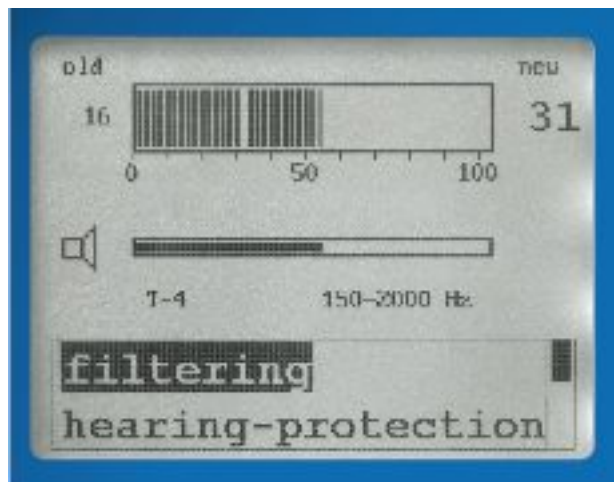 old new
16 31
0 50 100
T-4 150-2000 Hz
filtering
hearing-protection